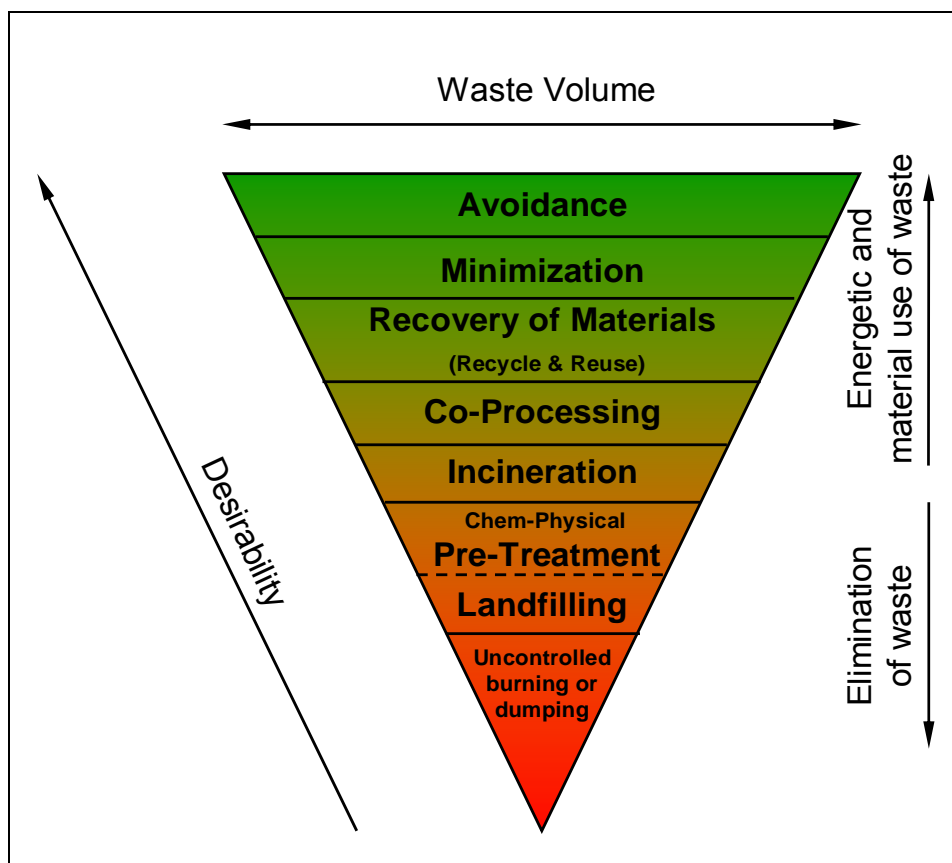 Waste Volume
Avoidance
Minimization
Recovery of Materials
(Recycle & Reuse)
Co-Processing
Incineration
Chem-Physical
Pre-Treatment
Landfilling
Uncontrolled
burning or
dumping
Desirability
Energetic and
material use of waste
Elimination
of waste